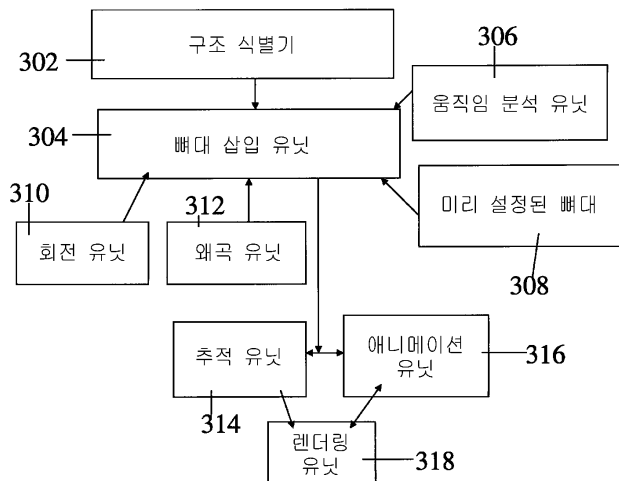 구조 식별기
302
306
움직임 분석 유닛
304
뼈대 삽입 유닛
310
312
미리 설정된 뼈대
회전 유닛
왜곡 유닛
308
추적 유닛
애니메이션
유닛
316
314
렌더링
유닛
318